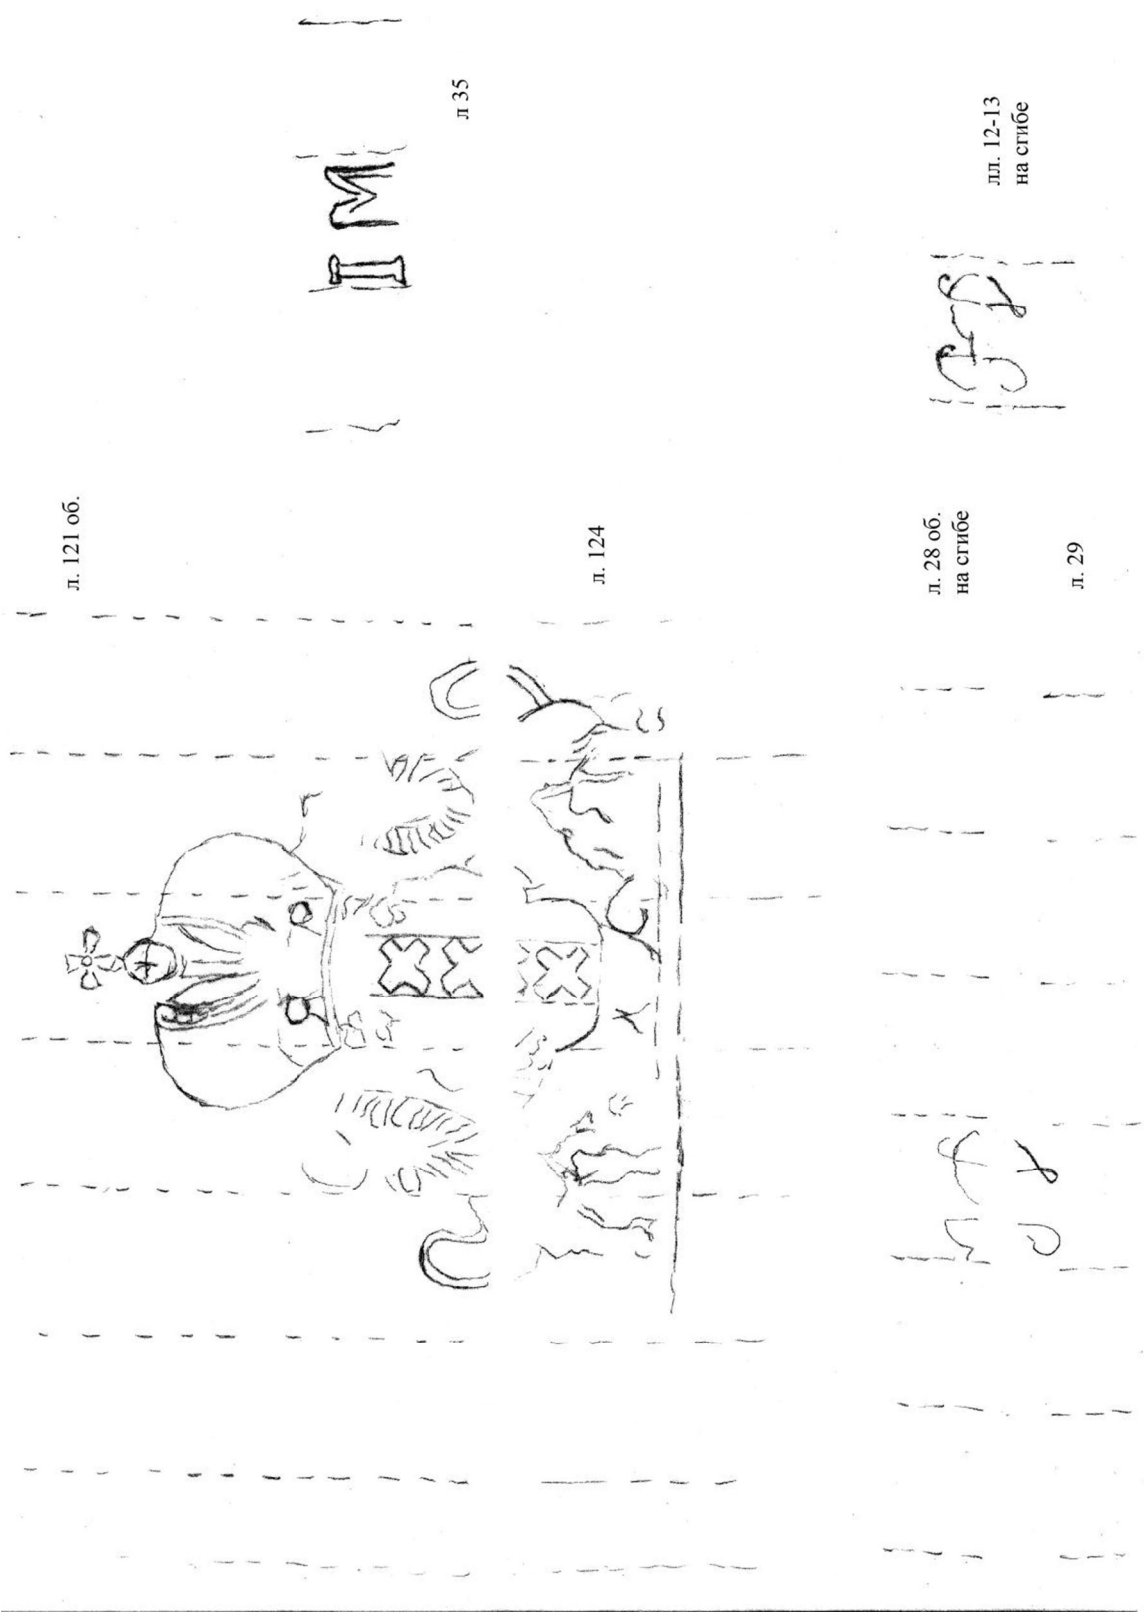 л. 121 об.
л. 124
л 35
IM
л. 28 об.
на сгибе
л. 29
лл. 12-13
на сгибе